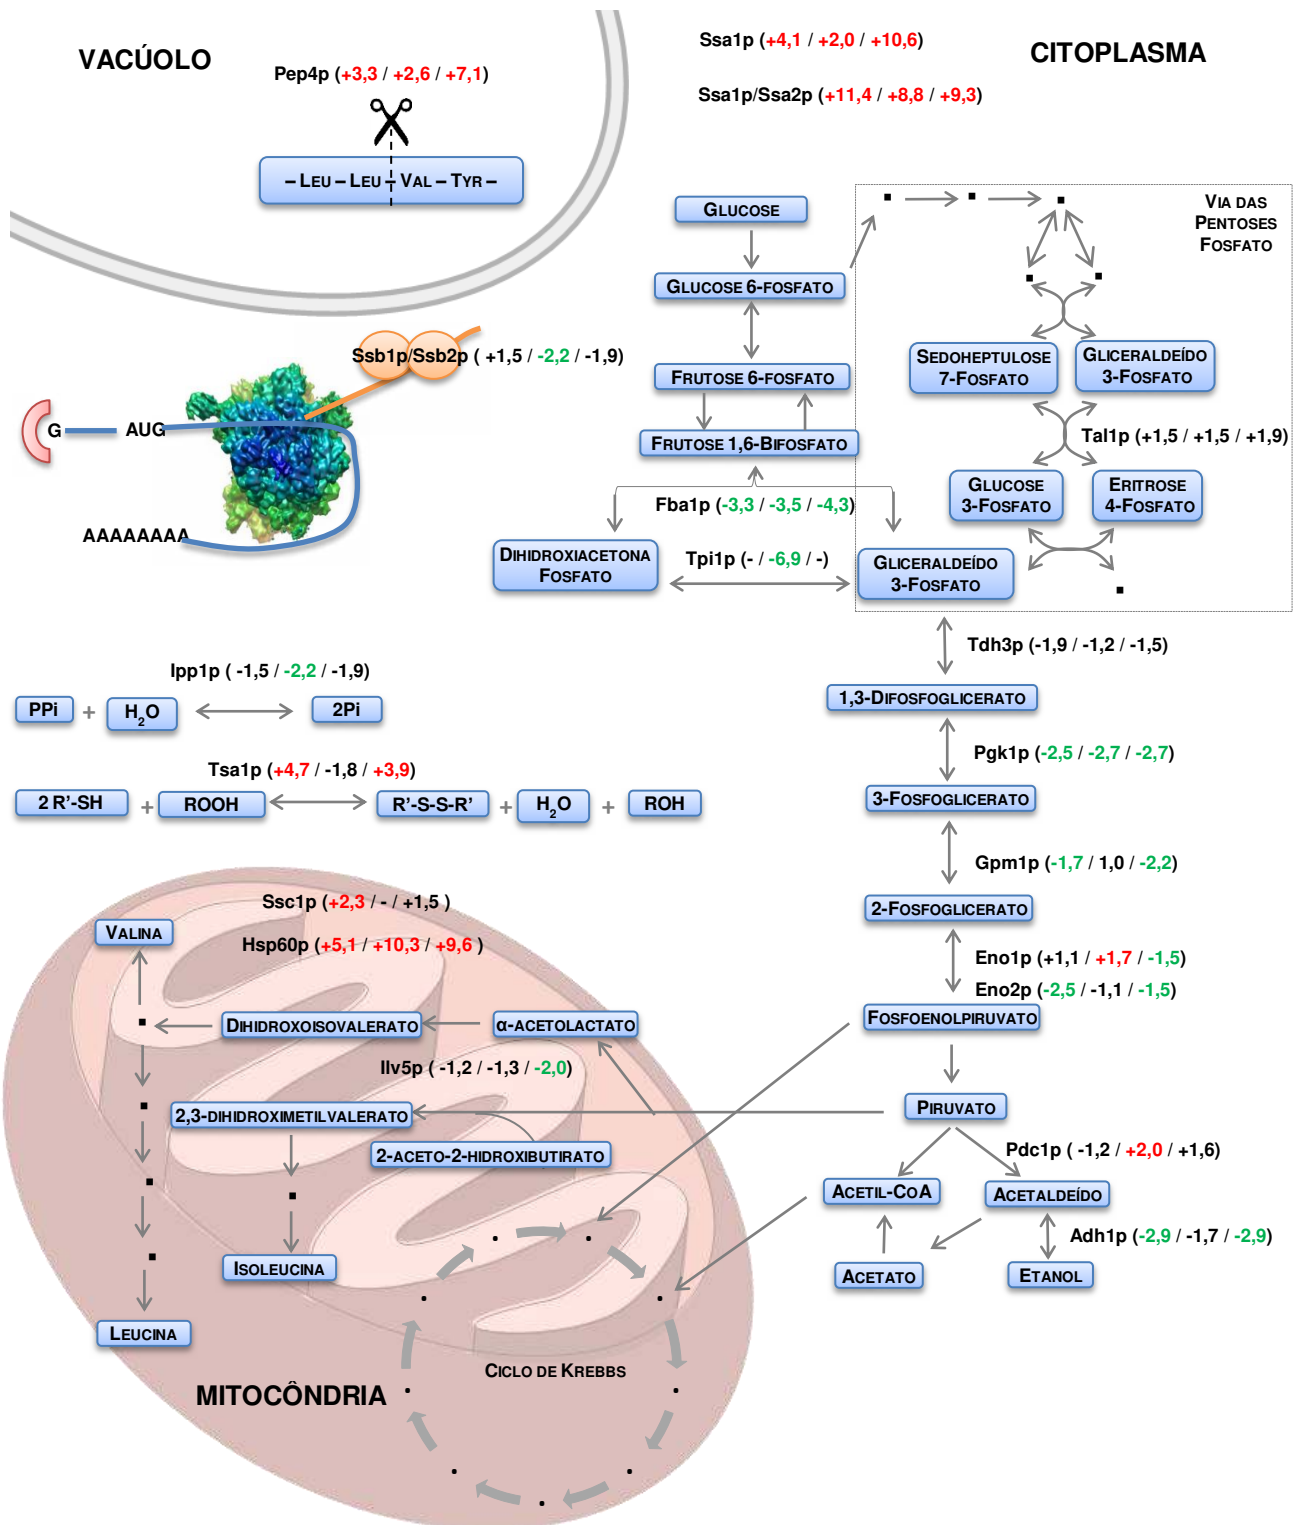 VACÚOLO
Pep4p (+3,3 / +2,6 / +7,1)
– LEU – LEU – VAL – TYR –
Ssa1p (+4,1 / +2,0 / +10,6)
CITOPLASMA
Ssa1p/Ssa2p (+11,4 / +8,8 / +9,3)
GLUCOSE
VIA DAS
PENTOSES
FOSFATO
GLUCOSE 6-FOSFATO
Ssb1p/Ssb2p ( +1,5 / -2,2 / -1,9)
FRUTOSE 6-FOSFATO
SEDOHEPTULOSE
7-FOSFATO
GLICERALDEÍDO
3-FOSFATO
G
AUG
AAAAAAAA
FRUTOSE 1,6-BIFOSFATO
Tal1p (+1,5 / +1,5 / +1,9)
Fba1p (-3,3 / -3,5 / -4,3)
GLUCOSE
3-FOSFATO
ERITROSE
4-FOSFATO
DIHIDROXIACETONA
FOSFATO
Tpi1p (- / -6,9 / -)
GLICERALDEÍDO
3-FOSFATO
Tdh3p (-1,9 / -1,2 / -1,5)
Ipp1p ( -1,5 / -2,2 / -1,9)
PPi + H2O 2Pi
1,3-DIFOSFOGLICERATO
Pgk1p (-2,5 / -2,7 / -2,7)
Tsa1p (+4,7 / -1,8 / +3,9)
2 R’-SH + ROOH R’-S-S-R’ + H2O + ROH
3-FOSFOGLICERATO
Gpm1p (-1,7 / 1,0 / -2,2)
2-FOSFOGLICERATO
Ssc1p (+2,3 / - / +1,5 )
VALINA
Hsp60p (+5,1 / +10,3 / +9,6 )
Eno1p (+1,1 / +1,7 / -1,5)
Eno2p (-2,5 / -1,1 / -1,5)
DIHIDROXOISOVALERATO
α-ACETOLACTATO
FOSFOENOLPIRUVATO
Ilv5p ( -1,2 / -1,3 / -2,0)
2,3-DIHIDROXIMETILVALERATO
PIRUVATO
2-ACETO-2-HIDROXIBUTIRATO
Pdc1p ( -1,2 / +2,0 / +1,6)
ACETIL-COA
ACETALDEÍDO
Adh1p (-2,9 / -1,7 / -2,9)
ISOLEUCINA
ACETATO
ETANOL
LEUCINA
CICLO DE KREBBS
MITOCÔNDRIA